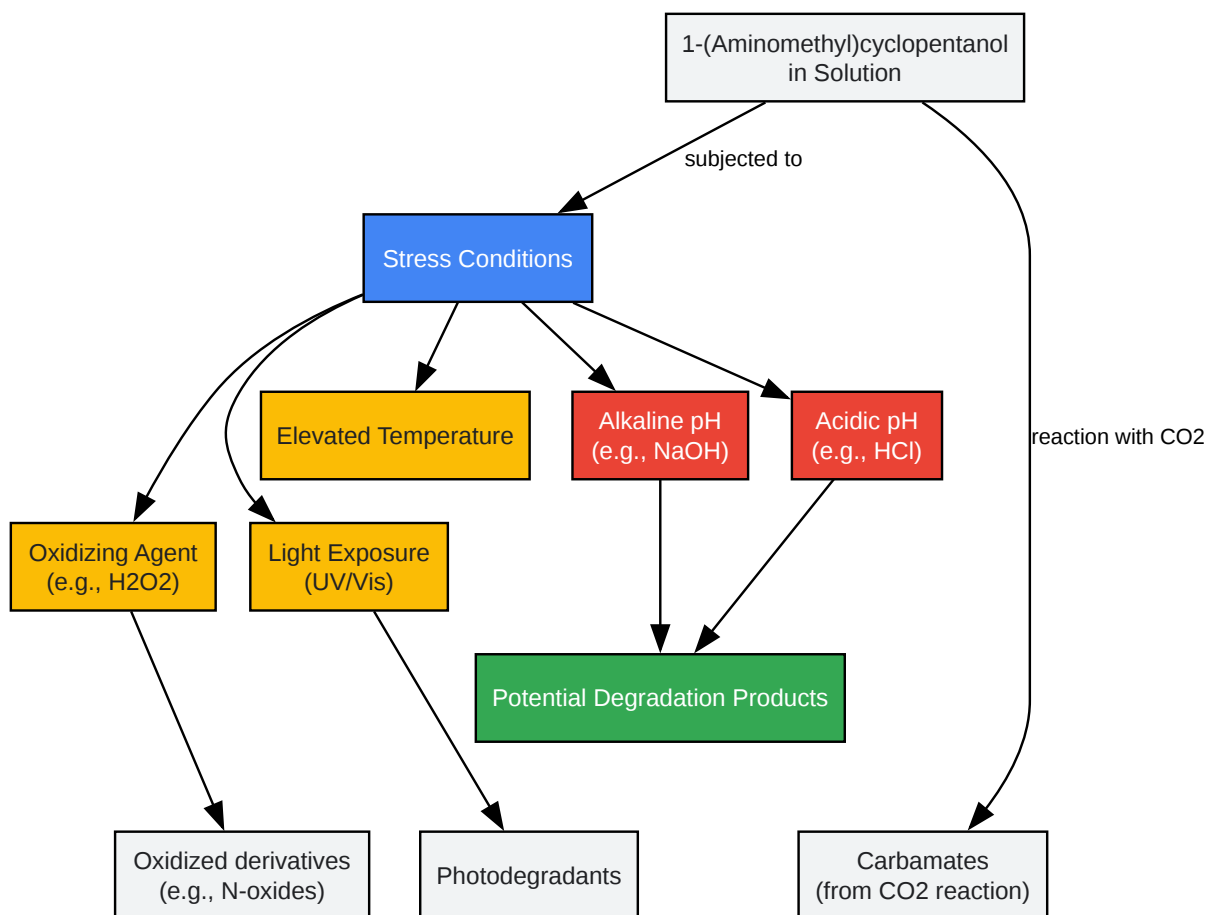 1-(Aminomethyl)cyclopentanol
in Solution
subjected to
Stress Conditions
Elevated Temperature
Alkaline pH
(e.g., NaOH)
Acidic pH
(e.g., HCl)
reaction with CO2
Oxidizing Agent
(e.g., H2O2)
Light Exposure
(UV/Vis)
Potential Degradation Products
Oxidized derivatives
(e.g., N-oxides)
Photodegradants
Carbamates
(from CO2 reaction)